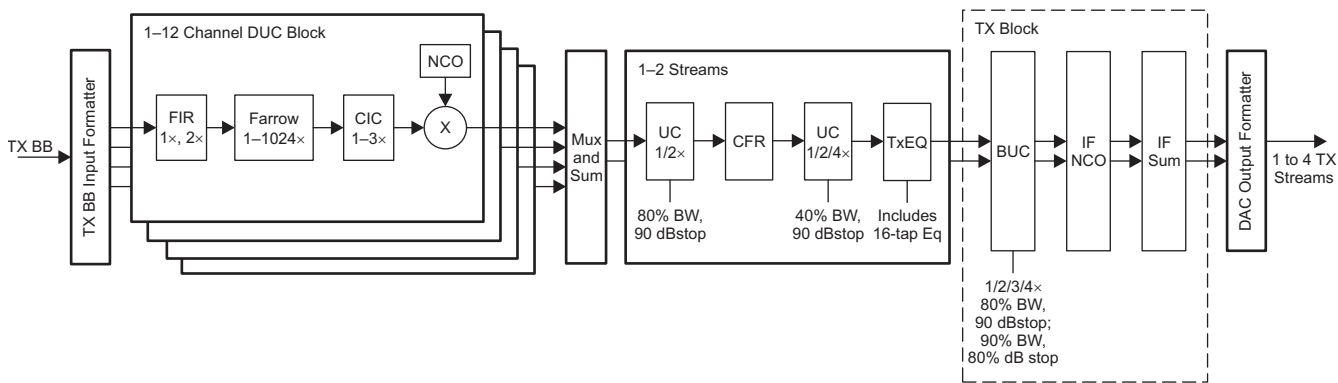 TX BB
TX BB Input Formatter
1–12 Channel DUC Block
FIR
1×, 2×
Farrow
1–1024×
CIC
1–3×
NCO
X
Mux
and
Sum
1–2 Streams
UC
1/2×
80% BW,
90 dBstop
CFR
UC
1/2/4×
40% BW,
90 dBstop
TxEQ
Includes
16-tap Eq
TX Block
BUC
1/2/3/4×
80% BW,
90 dBstop;
90% BW,
80% dB stop
IF
NCO
IF
Sum
DAC Output Formatter
1 to 4 TX
Streams